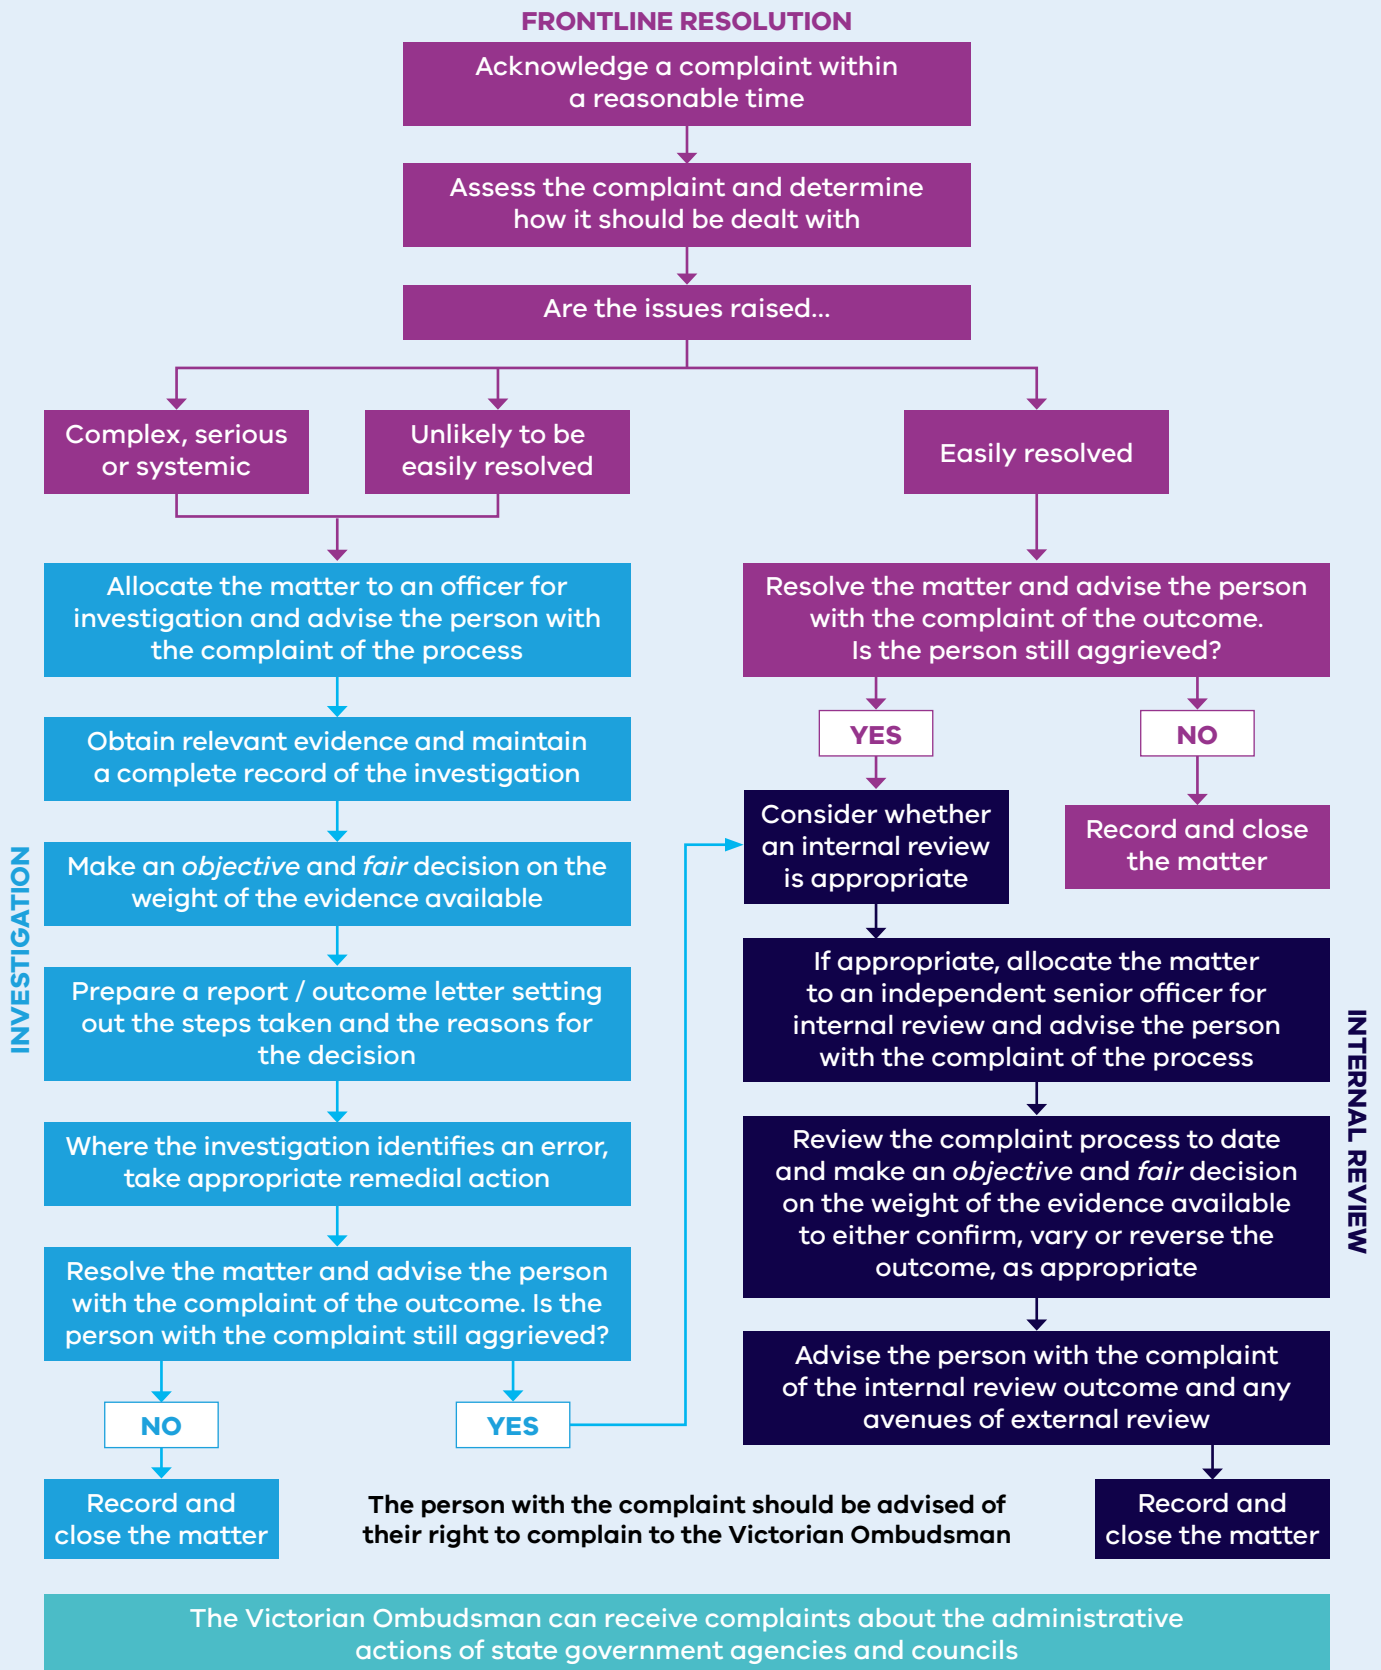 FRONTLINE RESOLUTION
Acknowledge a complaint within
a reasonable time
Assess the complaint and determine
how it should be dealt with
Are the issues raised...
Complex, serious
or systemic
Unlikely to be
easily resolved
Easily resolved
INVESTIGATION
Allocate the matter to an officer for
investigation and advise the person with
the complaint of the process
Obtain relevant evidence and maintain
a complete record of the investigation
Make an objective and fair decision on the
weight of the evidence available
Prepare a report / outcome letter setting
out the steps taken and the reasons for
the decision
Where the investigation identifies an error,
take appropriate remedial action
Resolve the matter and advise the person
with the complaint of the outcome. Is the
person with the complaint still aggrieved?
NO
YES
Record and
close the matter
Resolve the matter and advise the person
with the complaint of the outcome.
Is the person still aggrieved?
YES
NO
Consider whether
an internal review
is appropriate
Record and close
the matter
INTERNAL REVIEW
If appropriate, allocate the matter
to an independent senior officer for
internal review and advise the person
with the complaint of the process
Review the complaint process to date
and make an objective and fair decision
on the weight of the evidence available
to either confirm, vary or reverse the
outcome, as appropriate
Advise the person with the complaint
of the internal review outcome and any
avenues of external review
Record and
close the matter
The person with the complaint should be advised of
their right to complain to the Victorian Ombudsman
The Victorian Ombudsman can receive complaints about the administrative
actions of state government agencies and councils